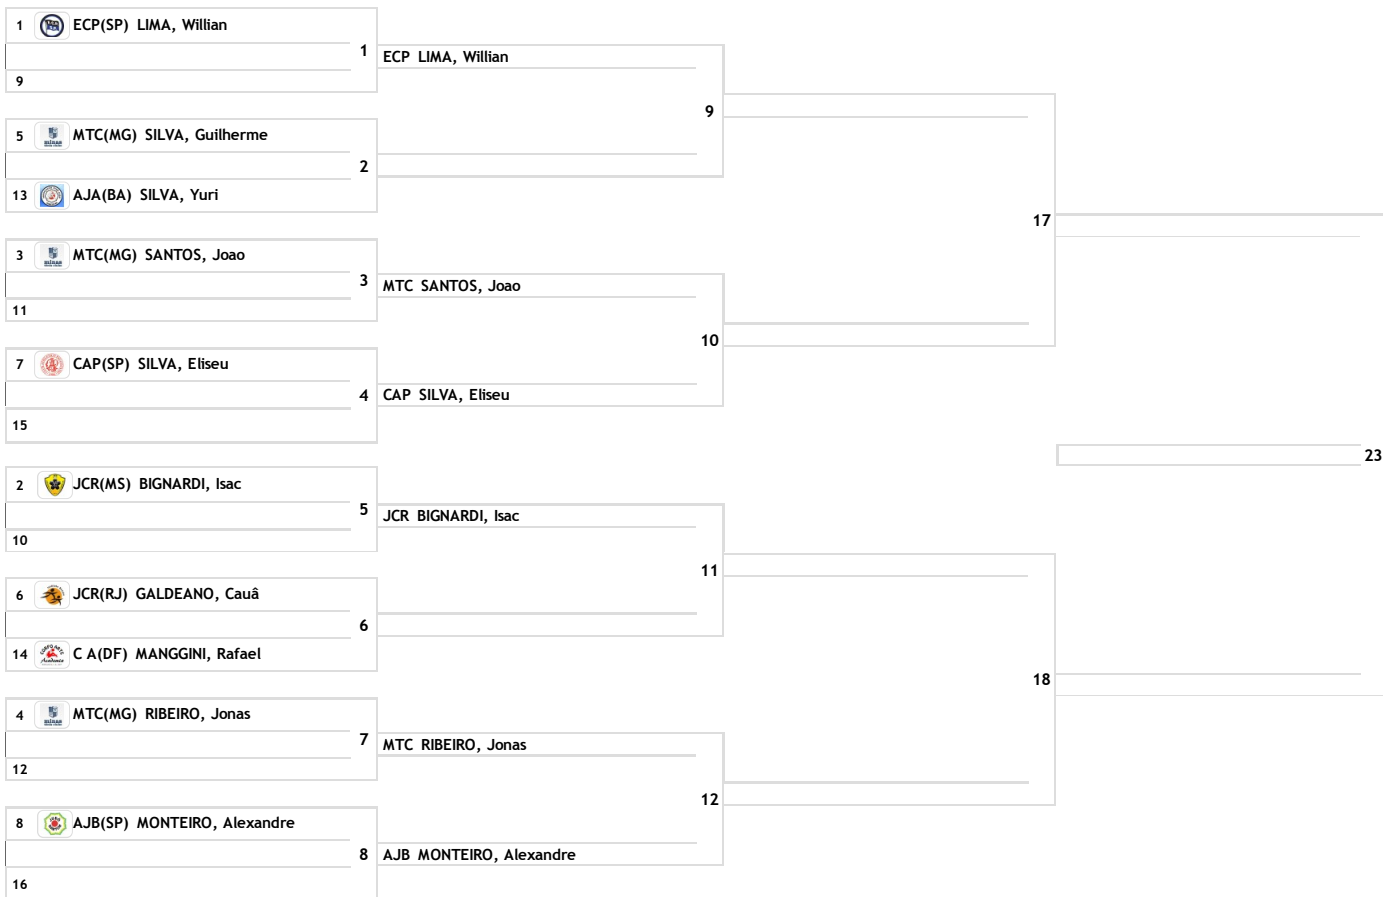 1 ECP(SP) LIMA, Willian
1
ECP LIMA, Willian
9
9
5 MTC(MG) SILVA, Guilherme
2
13 AJA(BA) SILVA, Yuri
17
3 MTC(MG) SANTOS, Joao
3
MTC SANTOS, Joao
11
10
7 CAP(SP) SILVA, Eliseu
4
CAP SILVA, Eliseu
15
23
2 JCR(MS) BIGNARDI, Isac
5
JCR BIGNARDI, Isac
10
11
6 JCR(RJ) GALDEANO, Cauâ
6
14 C A(DF) MANGGINI, Rafael
18
4 MTC(MG) RIBEIRO, Jonas
7
MTC RIBEIRO, Jonas
12
12
8 AJB(SP) MONTEIRO, Alexandre
8
AJB MONTEIRO, Alexandre
16